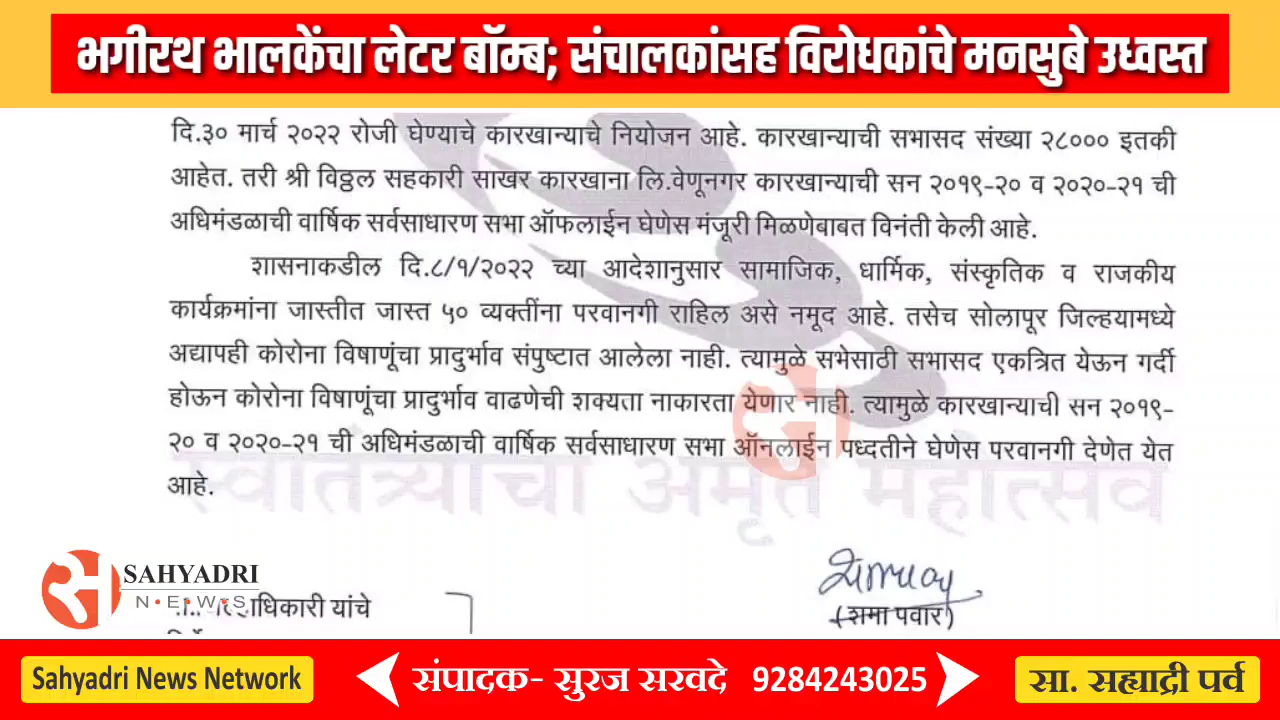 भगीरथ भालकेंचा लेटर बॉम्ब; संचालकांसह विरोधकांचे मनसुबे उध्वस्त
दि.३० मार्च २०२२ रोजी घेण्याचे कारखान्याचे नियोजन आहे. कारखान्याची सभासद संख्या २८००० इतकी
आहेत. तरी श्री विठ्ठल सहकारी साखर कारखाना लि.वेणूनगर कारखान्याची सन २०१९-२० व २०२०-२१ ची
अधिमंडळाची वार्षिक सर्वसाधारण सभा ऑफलाईन घेणेस मंजूरी मिळणेबाबत विनंती केली आहे.
शासनाकडील दि.८/१/२०२२ च्या आदेशानुसार सामाजिक, धार्मिक, संस्कृतिक व राजकीय
कार्यक्रमांना जास्तीत जास्त ५० व्यक्तींना परवानगी राहिल असे नमूद आहे. तसेच सोलापूर जिल्हयामध्ये
अद्यापही कोरोना विषाणूंचा प्रादुर्भाव संपुष्टात आलेला नाही. त्यामुळे सभेसाठी सभासद एकत्रित येऊन गर्दी
होऊन कोरोना विषाणूंचा प्रादुर्भाव वाढणेची शक्यता नाकारता येणार नाही. त्यामुळे कारखान्याची सन २०१९-
२० व २०२०-२१ ची अधिमंडळाची वार्षिक सर्वसाधारण सभा ऑनलाईन पध्दतीने घेणेस परवानगी देणेत येत
आहे.
स्वातंत्र्याचा अमृत महोत्सव
SAHYADRI
NEWS
(शमा पवार)
यांचे
Sahyadri News Network
संपादक- सुरज सरवदे 9284243025
सा. सह्याद्री पर्व